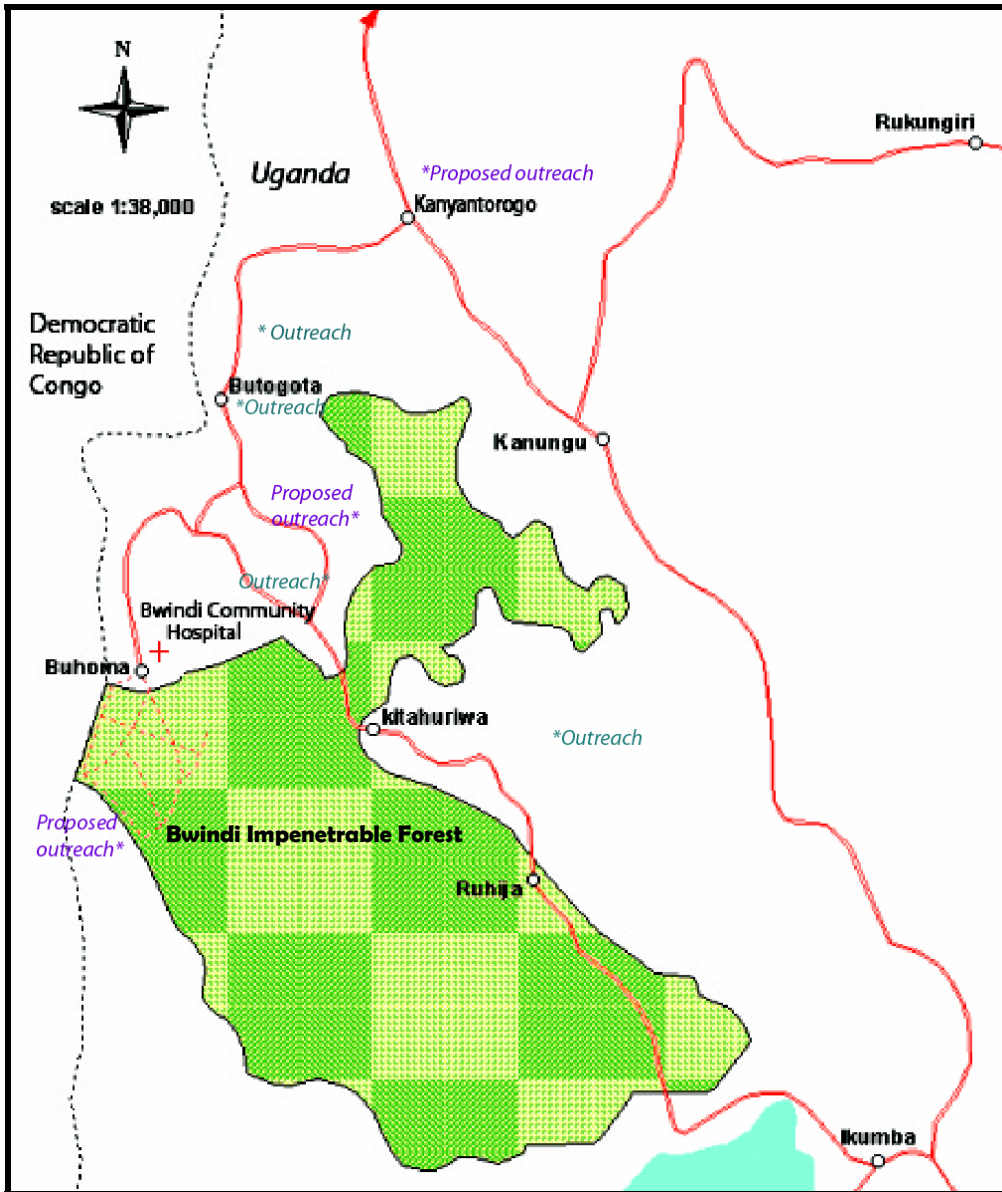 N
Rukungiri
Uganda
*Proposed outreach
scale 1:38,000
Kanyantorogo
Democratic
Republic of
Congo
* Outreach
Butogota
*Outreach
Kanungu
Proposed
outreach*
Outreach*
Bwindi Community
Hospital
Buhoma
kitahuriwa
*Outreach
Proposed
outreach*
Bwindi Impenetrable Forest
Ruhija
Ikumba